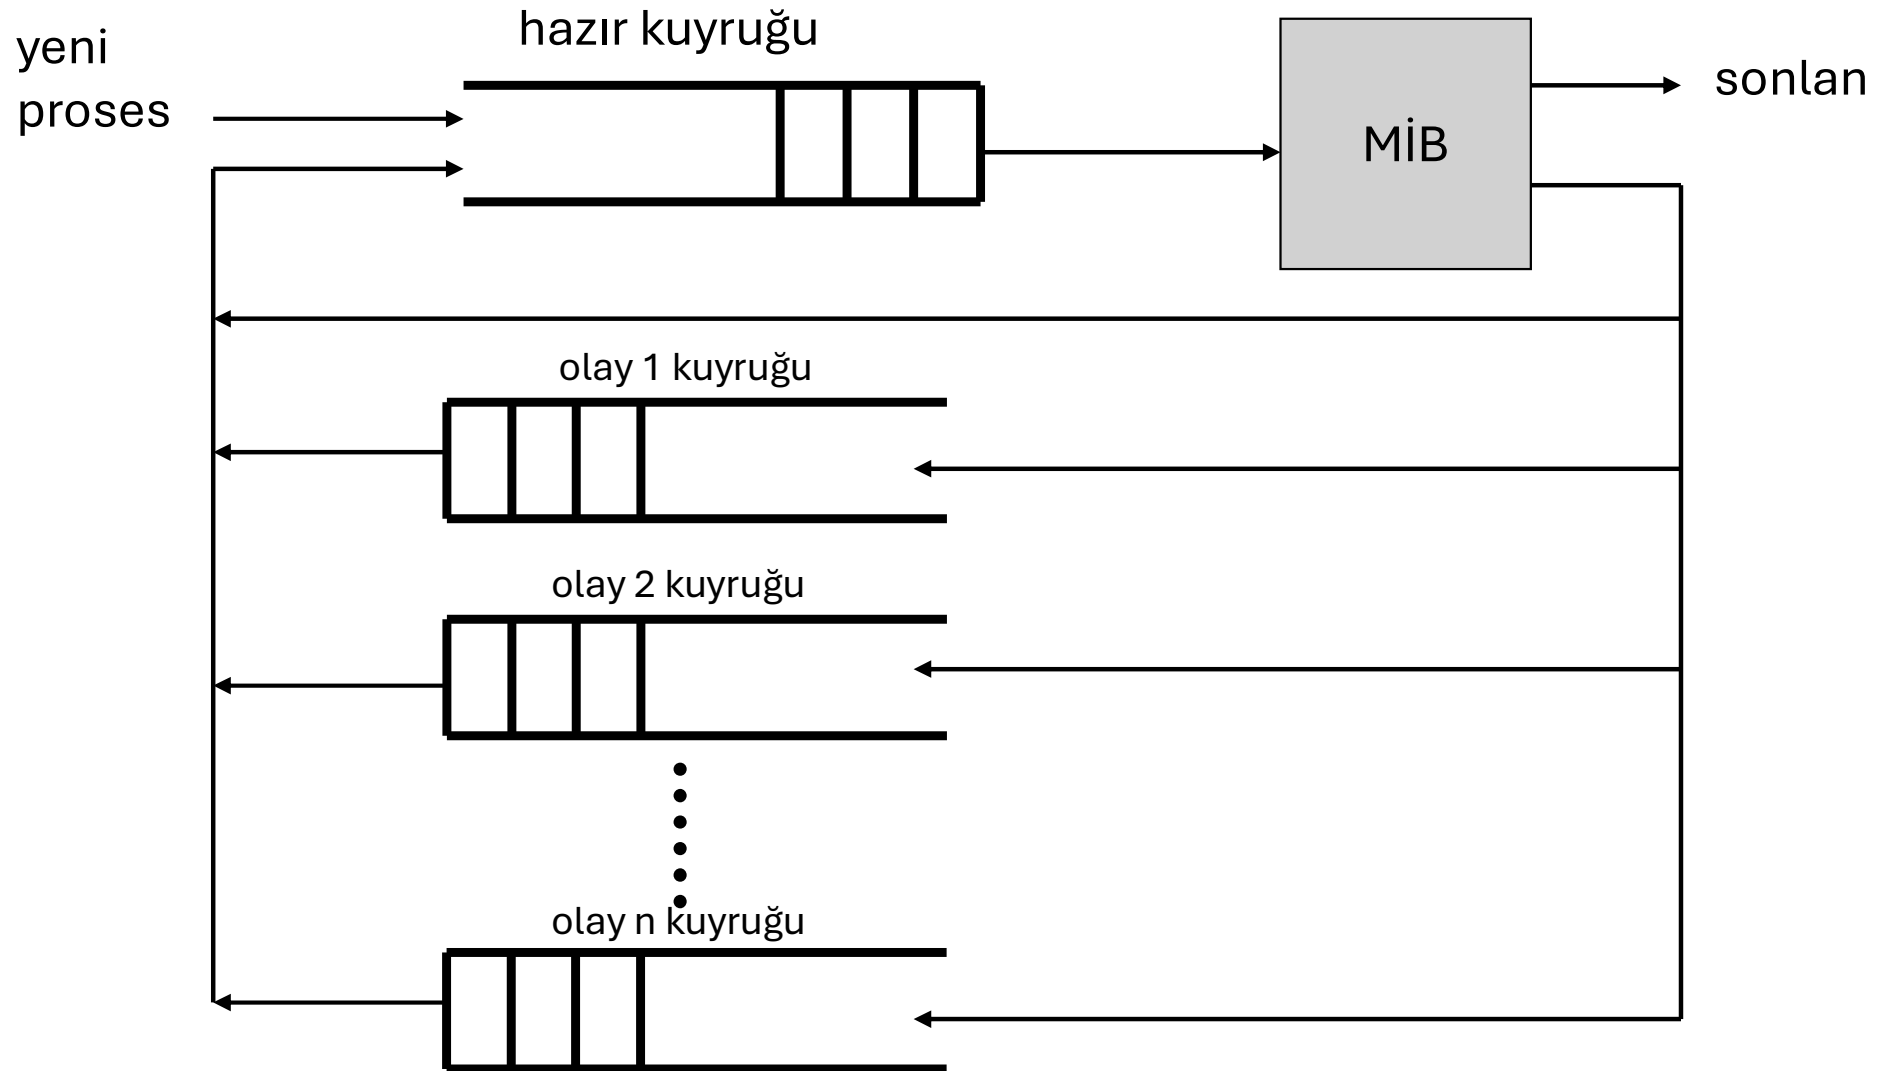 yeni
proses
hazır kuyruğu
MİB
sonlan
olay 1 kuyruğu
olay 2 kuyruğu
olay n kuyruğu